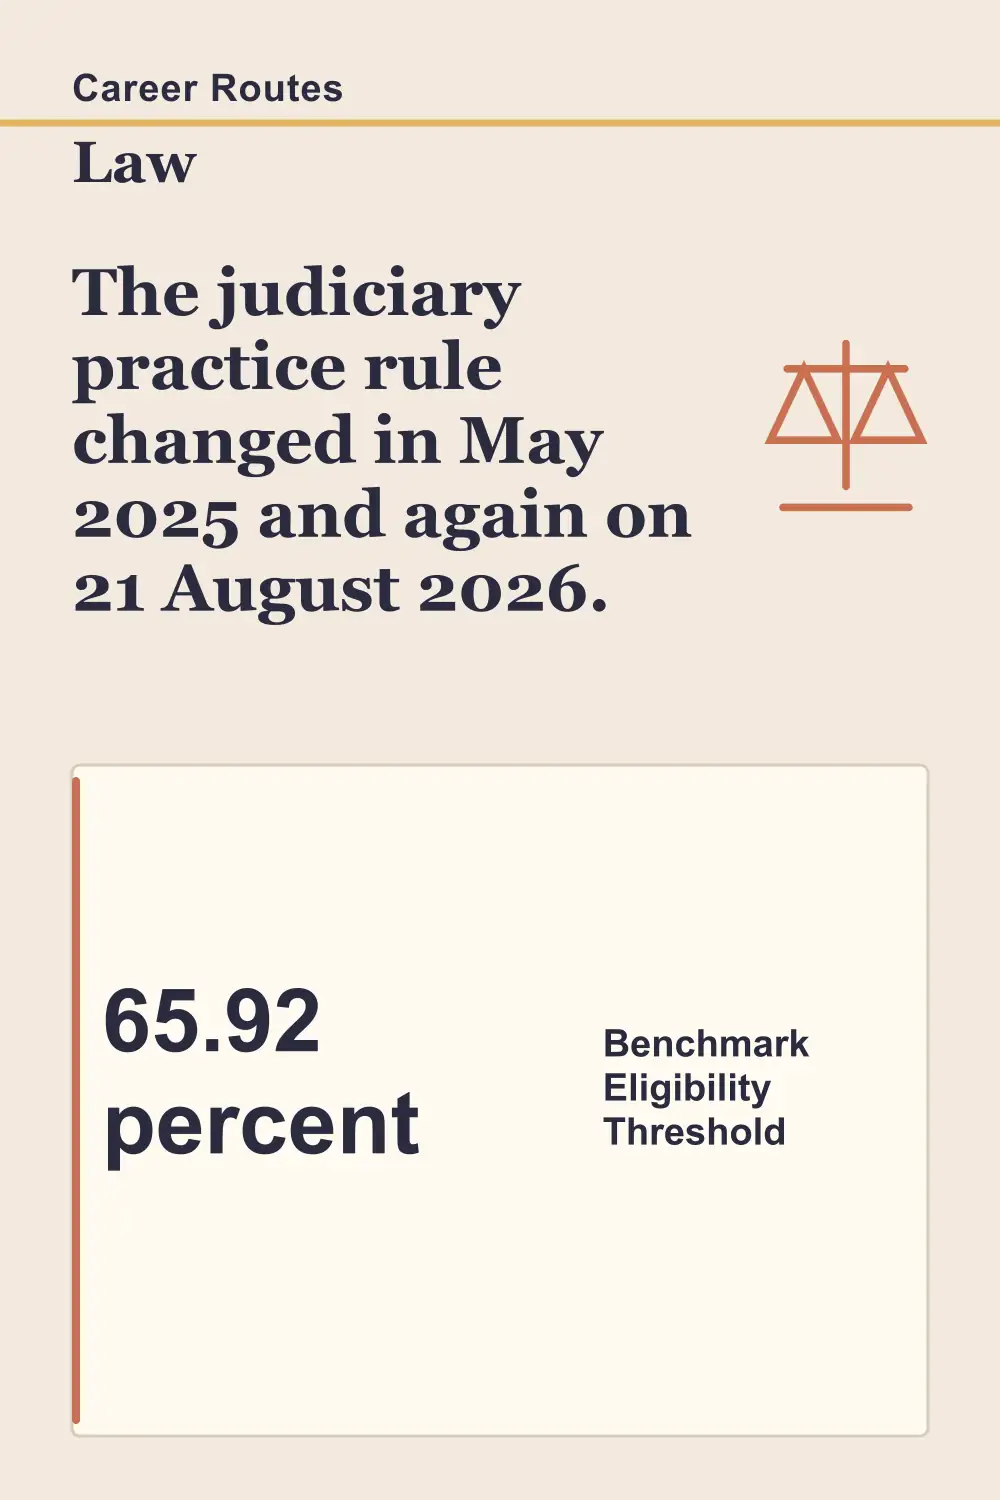 Career Routes
Law
The judiciary
practice rule
changed in May
2025 and again on
21 August 2026.
65.92
percent
Benchmark
Eligibility
Threshold